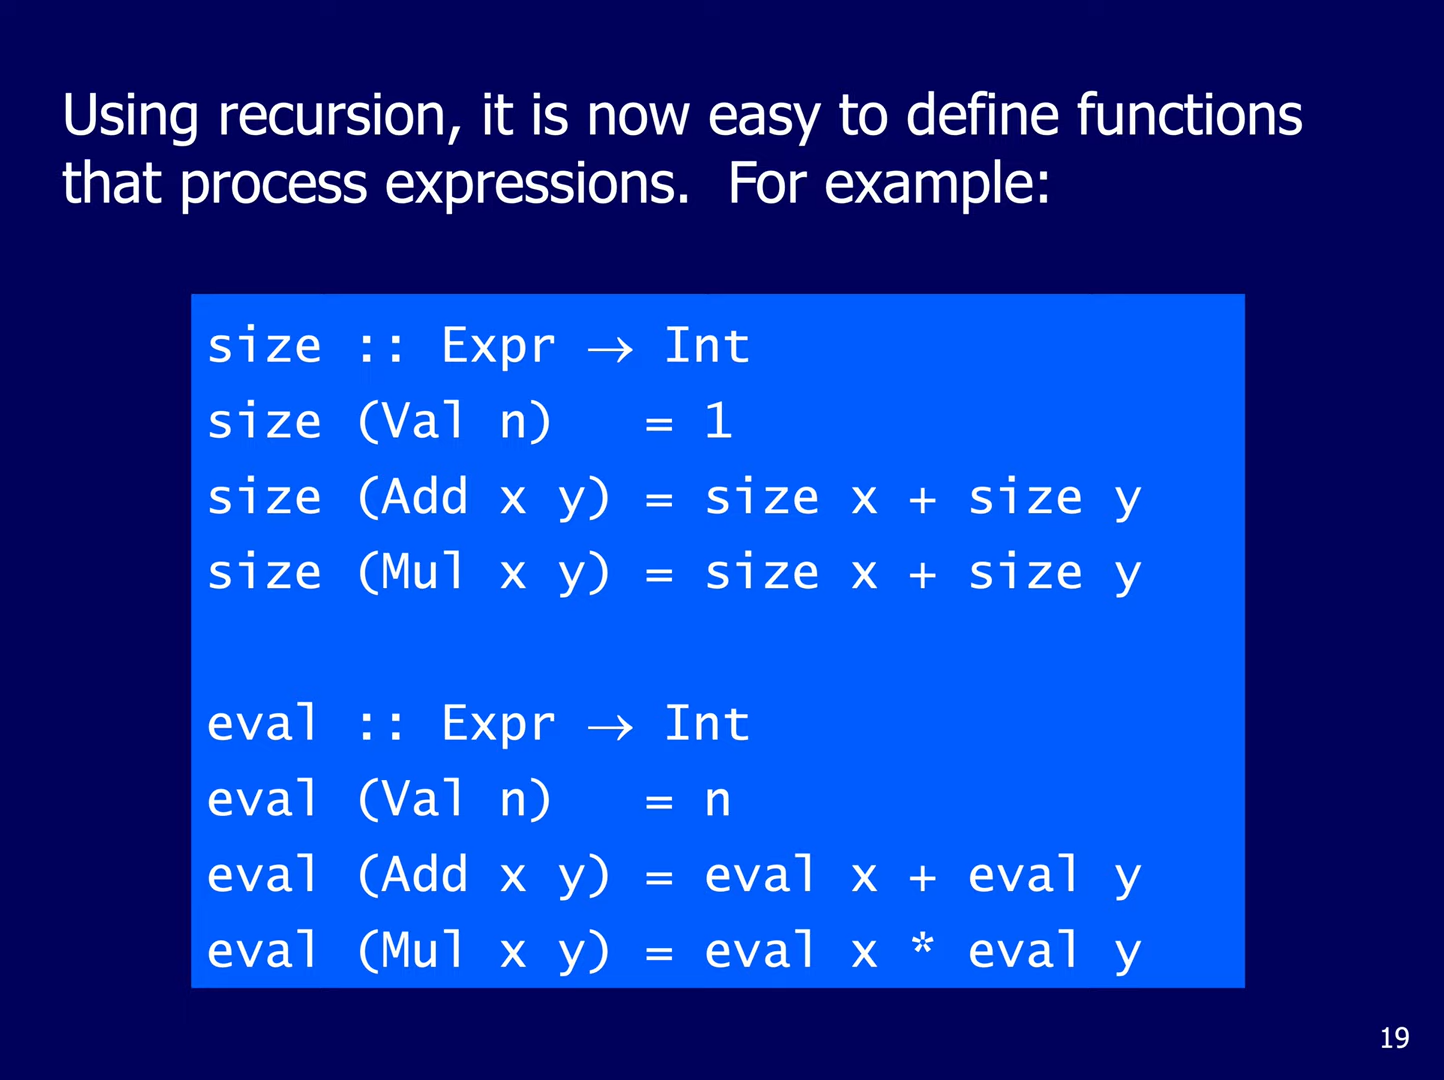 Using recursion, it is now easy to define functions
that process expressions.  For example:
size :: Expr → Int
size (Val n)   = 1
size (Add x y) = size x + size y
size (Mul x y) = size x + size y
eval :: Expr → Int
eval (Val n)   = n
eval (Add x y) = eval x + eval y
eval (Mul x y) = eval x * eval y
19